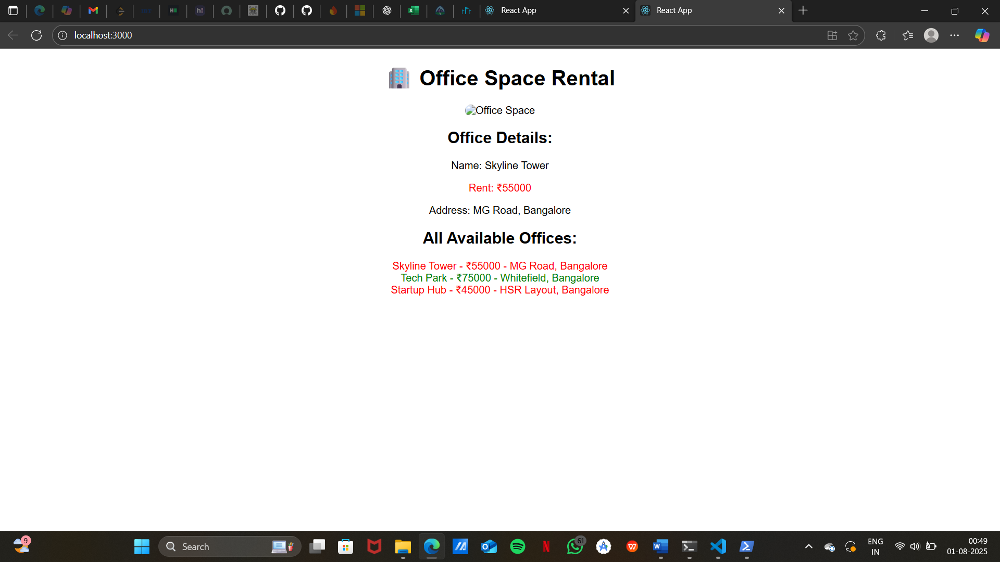 React App
React App
localhost:3000
Office Space Rental
Office Space
Office Details:
Name: Skyline Tower
Rent: ₹55000
Address: MG Road, Bangalore
All Available Offices:
Skyline Tower - ₹55000 - MG Road, Bangalore
Tech Park - ₹75000 - Whitefield, Bangalore
Startup Hub - ₹45000 - HSR Layout, Bangalore
9
Search
61
ENG
IN
00:49
01-08-2025